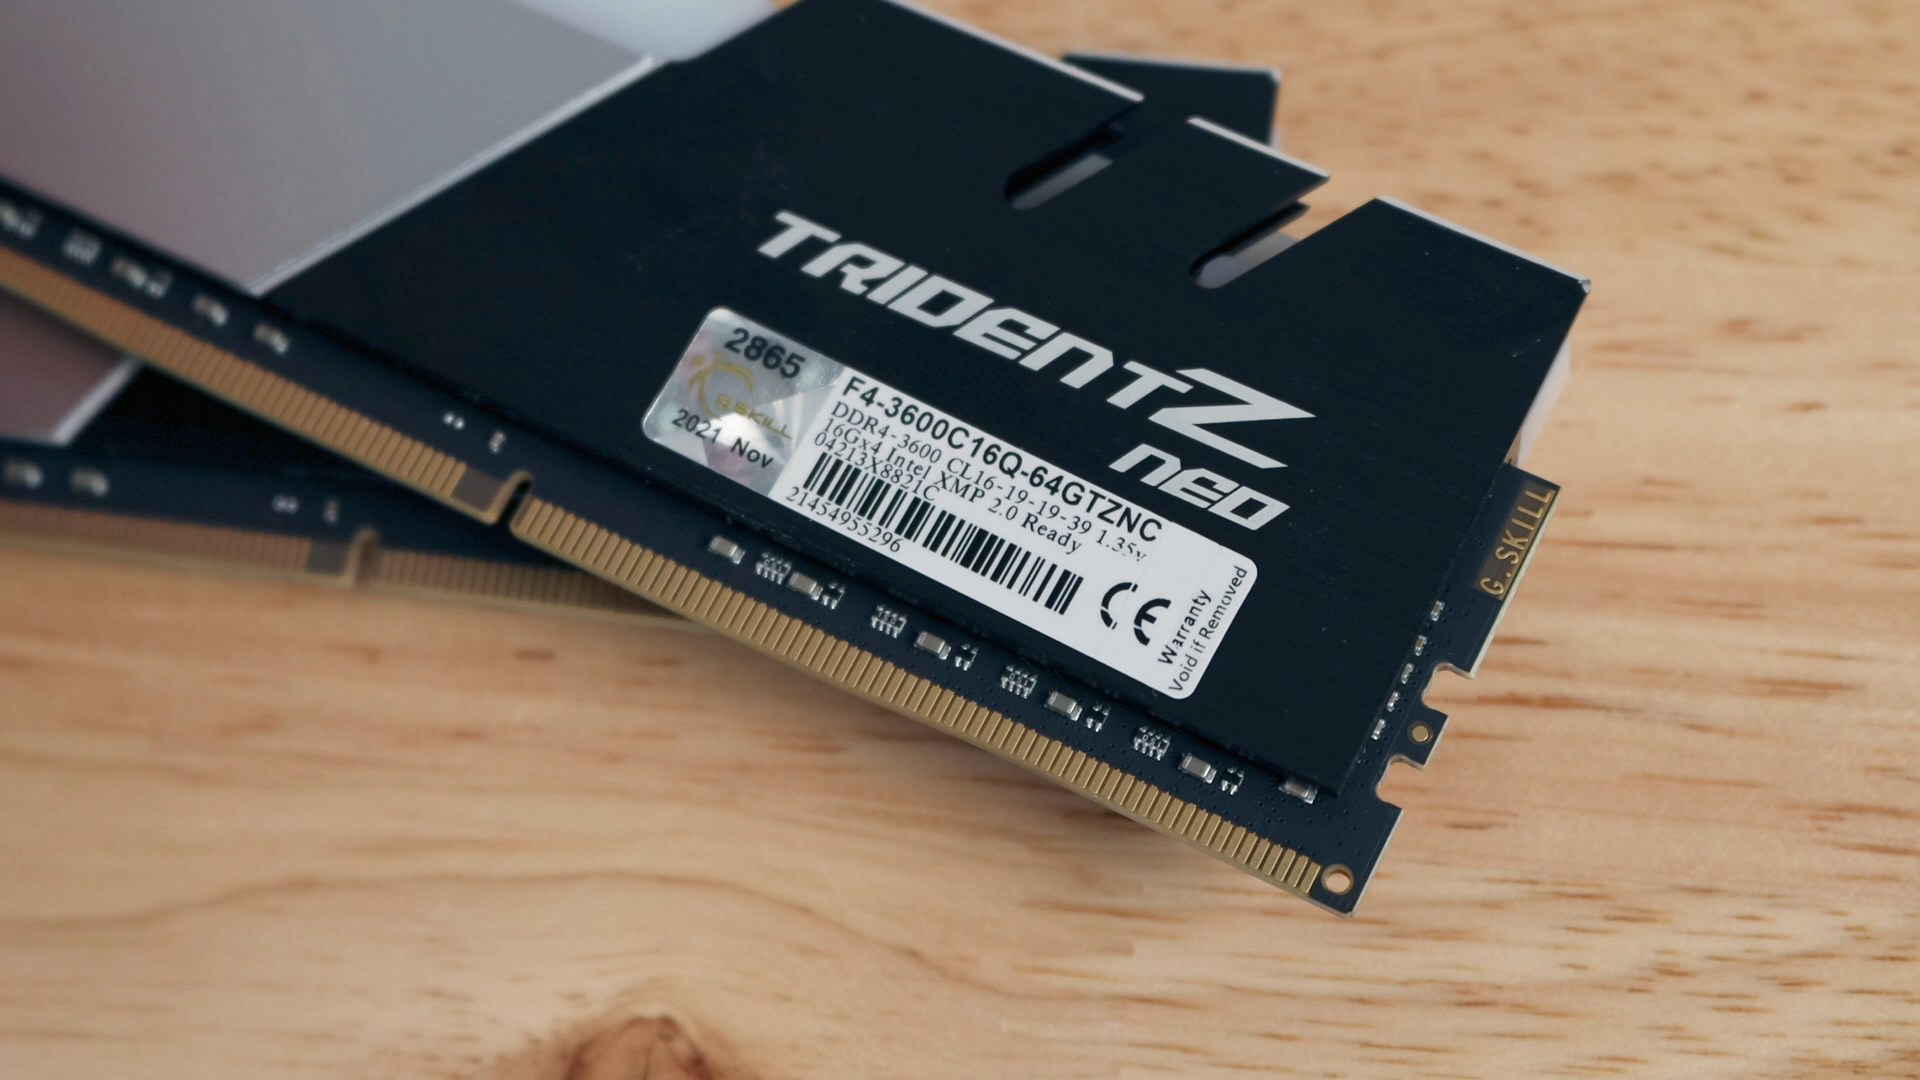 TRIDENTZ
neo
2865
G.SKILL
2021 Nov
F4-3600C16Q-64GTZNC
DDR4-3600 CL16-19-19-39 1.35v
16Gx4 Intel XMP 2.0 Ready
04213X8821C
21454955296
CE
Warranty
Void if Removed
G.SKILL